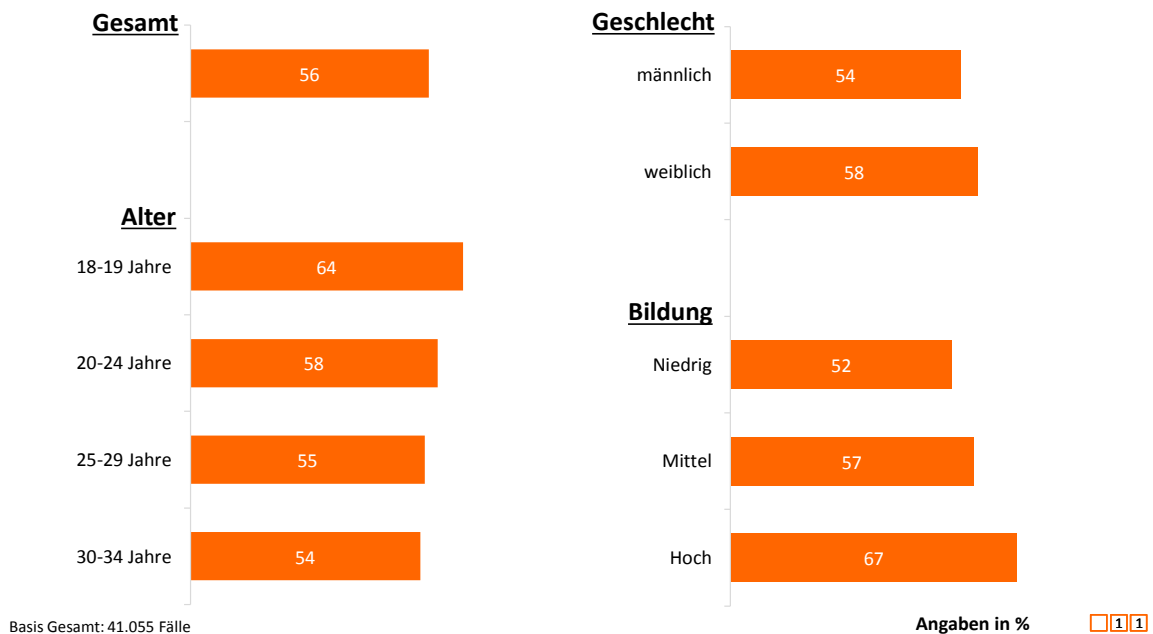 Gesamt
56
Alter
18-19 Jahre
64
20-24 Jahre
58
25-29 Jahre
55
30-34 Jahre
54
Geschlecht
männlich
54
weiblich
58
Bildung
Niedrig
52
Mittel
57
Hoch
67
Basis Gesamt: 41.055 Fälle
Angaben in %
1 1